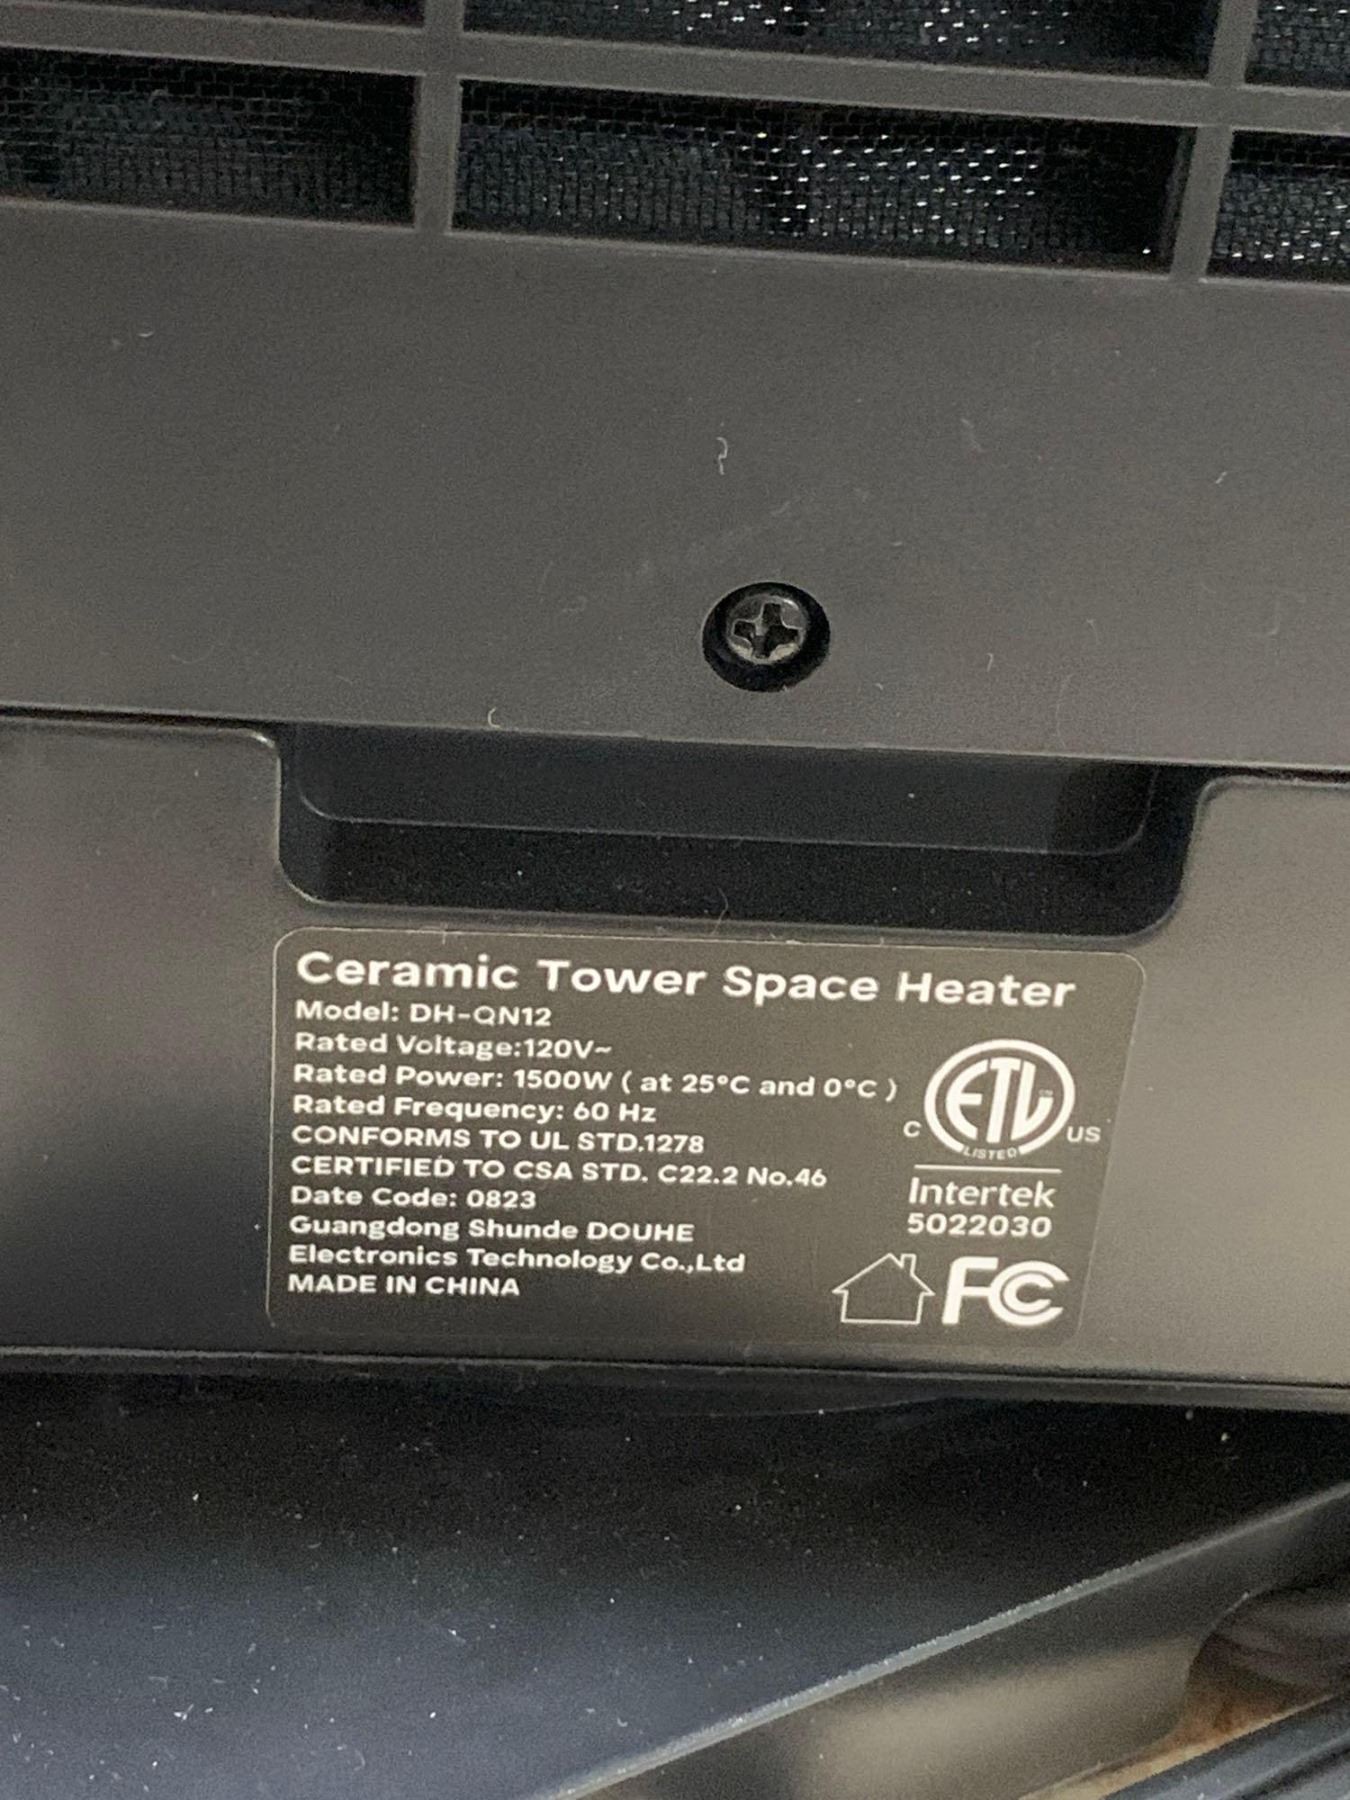 Ceramic Tower Space Heater
Model: DH-QN12
Rated Voltage:120V~
Rated Power: 1500W ( at 25°C and 0°C )
Rated Frequency: 60 Hz
CONFORMS TO UL STD.1278
CERTIFIED TO CSA STD. C22.2 No.46
Date Code: 0823
Guangdong Shunde DOUHE
Electronics Technology Co.,Ltd
MADE IN CHINA
ETL
C US
LISTED
Intertek
5022030
FC